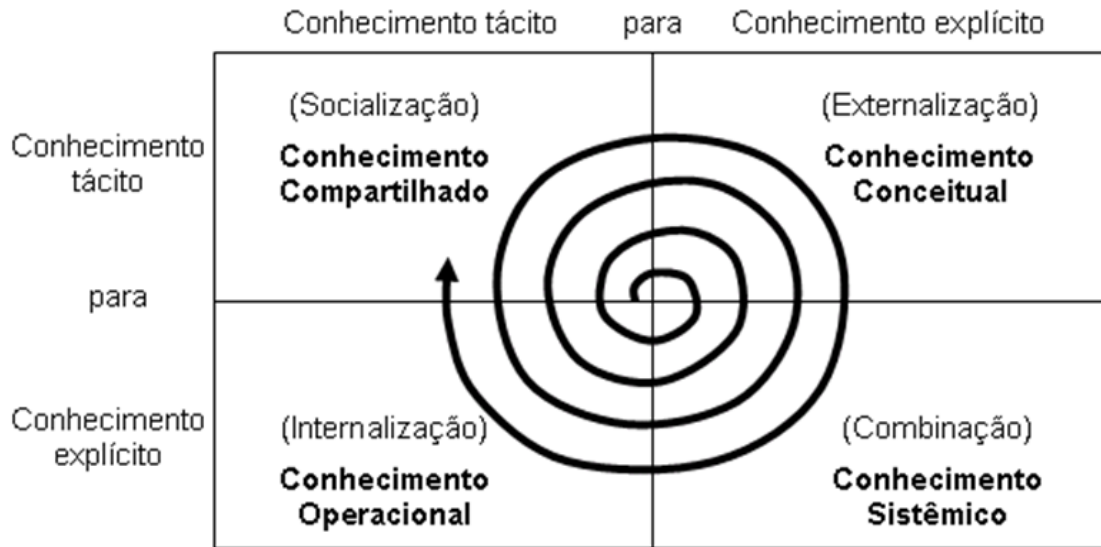 Conhecimento tácito para Conhecimento explícito
(Socialização)
Conhecimento
Compartilhado
(Externalização)
Conhecimento
Conceitual
Conhecimento
tácito
para
Conhecimento
explícito
(Internalização)
Conhecimento
Operacional
(Combinação)
Conhecimento
Sistêmico